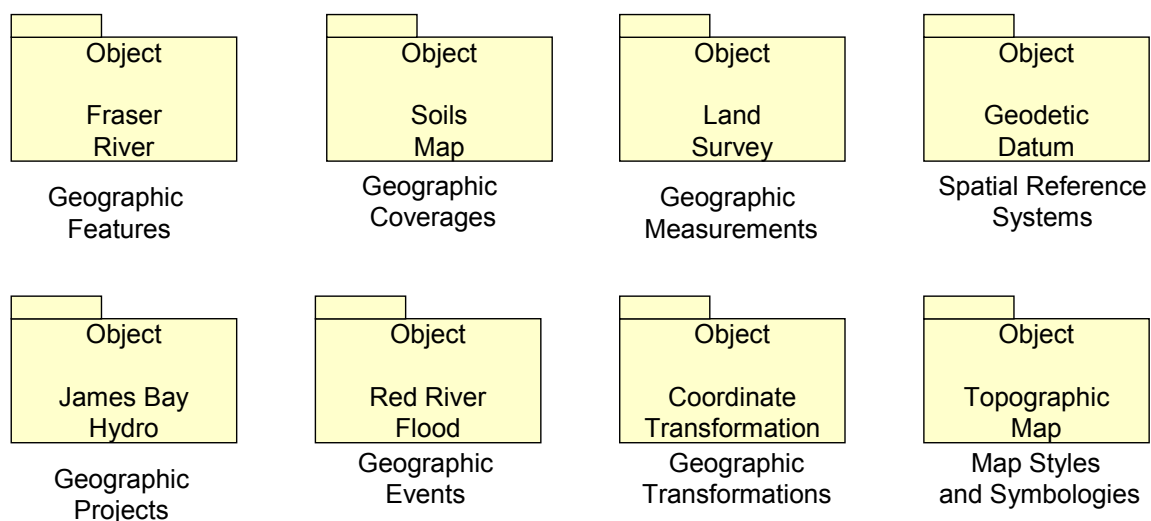 Object
Fraser
River
Geographic
Features
Object
Soils
Map
Geographic
Coverages
Object
Land
Survey
Geographic
Measurements
Object
Geodetic
Datum
Spatial Reference
Systems
Object
James Bay
Hydro
Geographic
Projects
Object
Red River
Flood
Geographic
Events
Object
Coordinate
Transformation
Geographic
Transformations
Object
Topographic
Map
Map Styles
and Symbologies